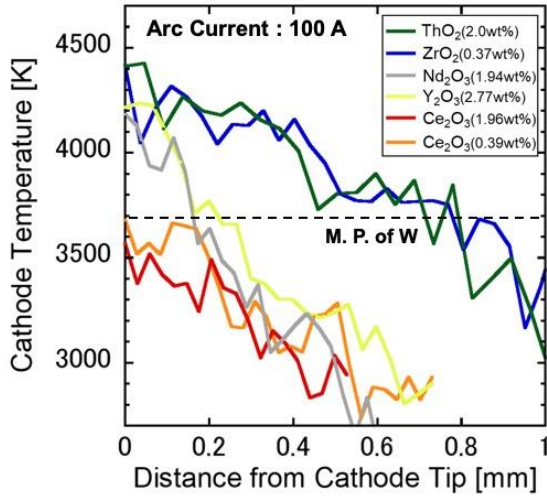 Arc Current : 100 A
ThO₂(2.0wt%)
ZrO₂(0.37wt%)
Nd₂O₃(1.94wt%)
Y₂O₃(2.77wt%)
Ce₂O₃(1.96wt%)
Ce₂O₃(0.39wt%)
Cathode Temperature [K]
4500
4000
3500
3000
M. P. of W
0 0.2 0.4 0.6 0.8 1
Distance from Cathode Tip [mm]